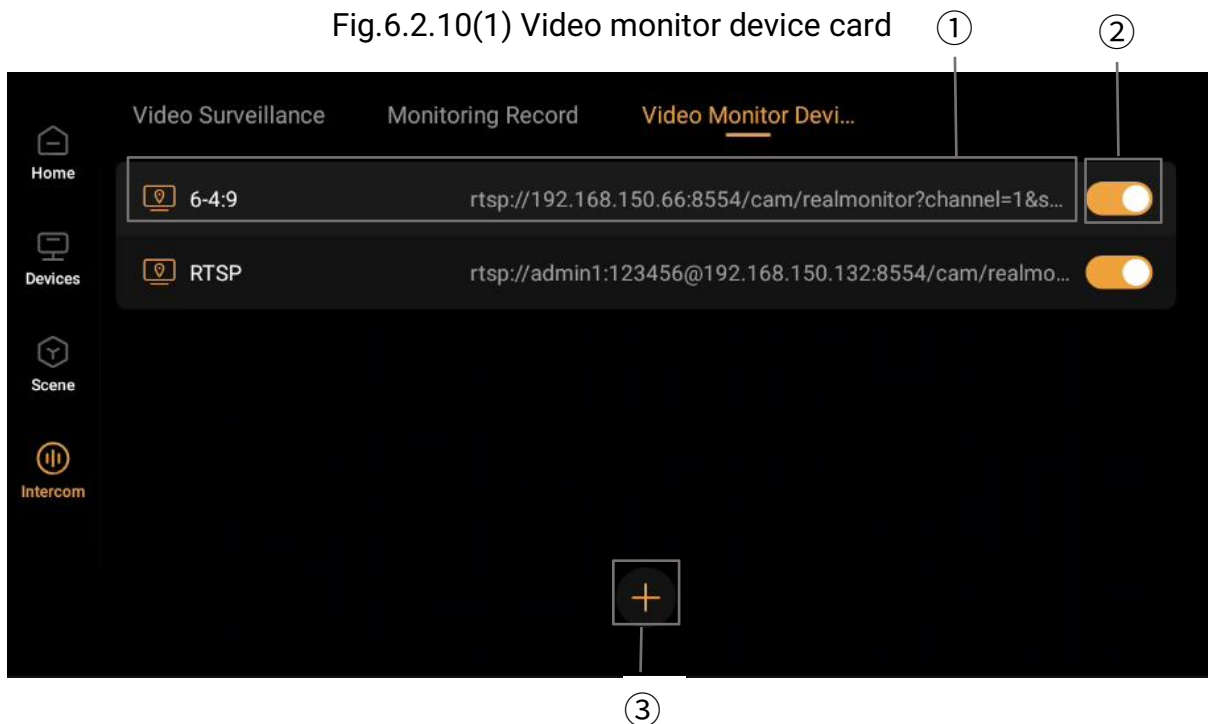 Fig.6.2.10(1) Video monitor device card
① ②
Video Surveillance Monitoring Record Video Monitor Devi...
Home
6-4:9 rtsp://192.168.150.66:8554/cam/realmonitor?channel=1&s...
Devices
RTSP rtsp://admin1:123456@192.168.150.132:8554/cam/realmo...
Scene
Intercom
③